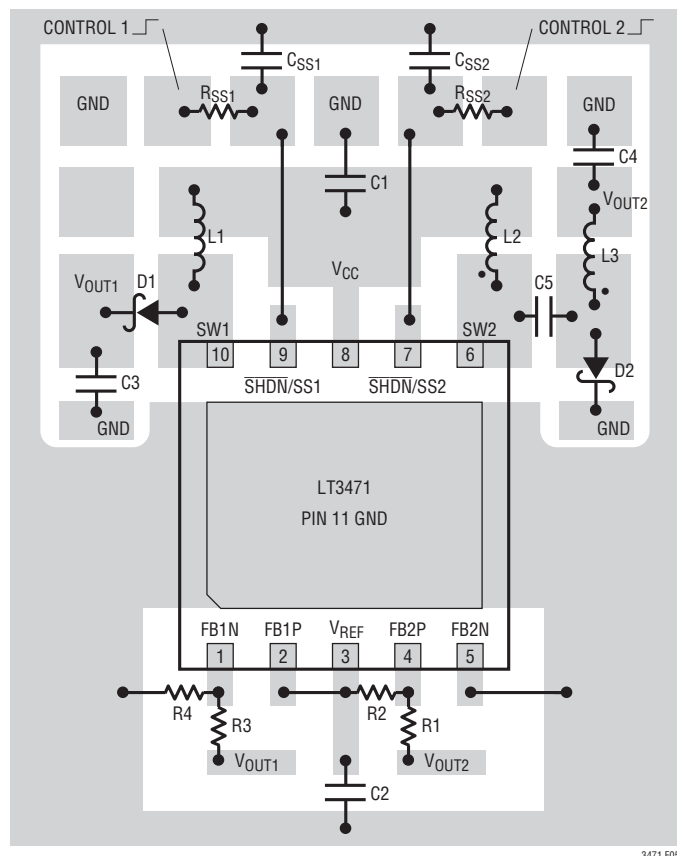 CONTROL 1
CONTROL 2
CSS1
CSS2
GND
RSS1
GND
RSS2
GND
C4
C1
VOUT2
L1
L2
L3
VCC
C5
VOUT1
D1
SW1
SW2
10
9
8
7
6
D2
C3
SHDN/SS1
SHDN/SS2
GND
GND
LT3471
PIN 11 GND
FB1N
FB1P
VREF
FB2P
FB2N
1
2
3
4
5
R4
R2
R3
R1
VOUT1
VOUT2
C2
3471 F05